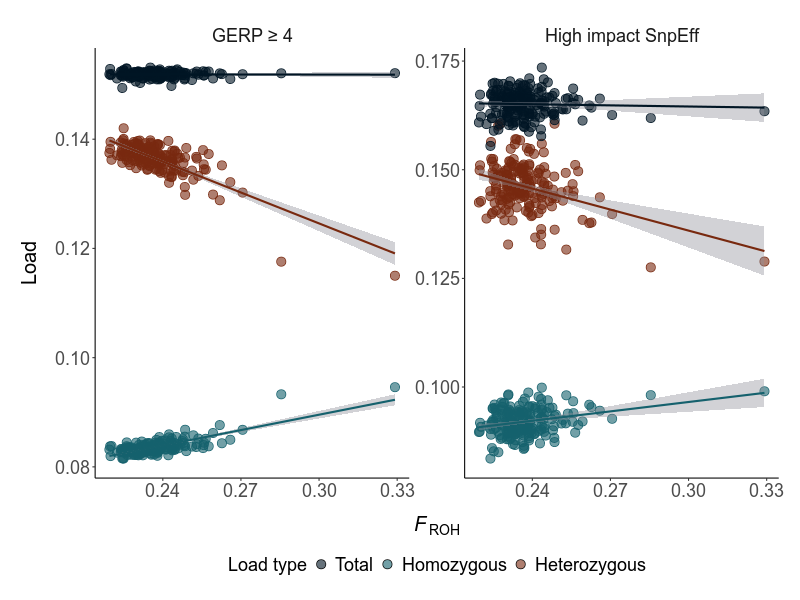 GERP ≥ 4
High impact SnpEff
Load
0.14
0.12
0.10
0.08
0.175
0.150
0.125
0.100
0.24 0.27 0.30 0.33
0.24 0.27 0.30 0.33
FROH
Load type Total Homozygous Heterozygous